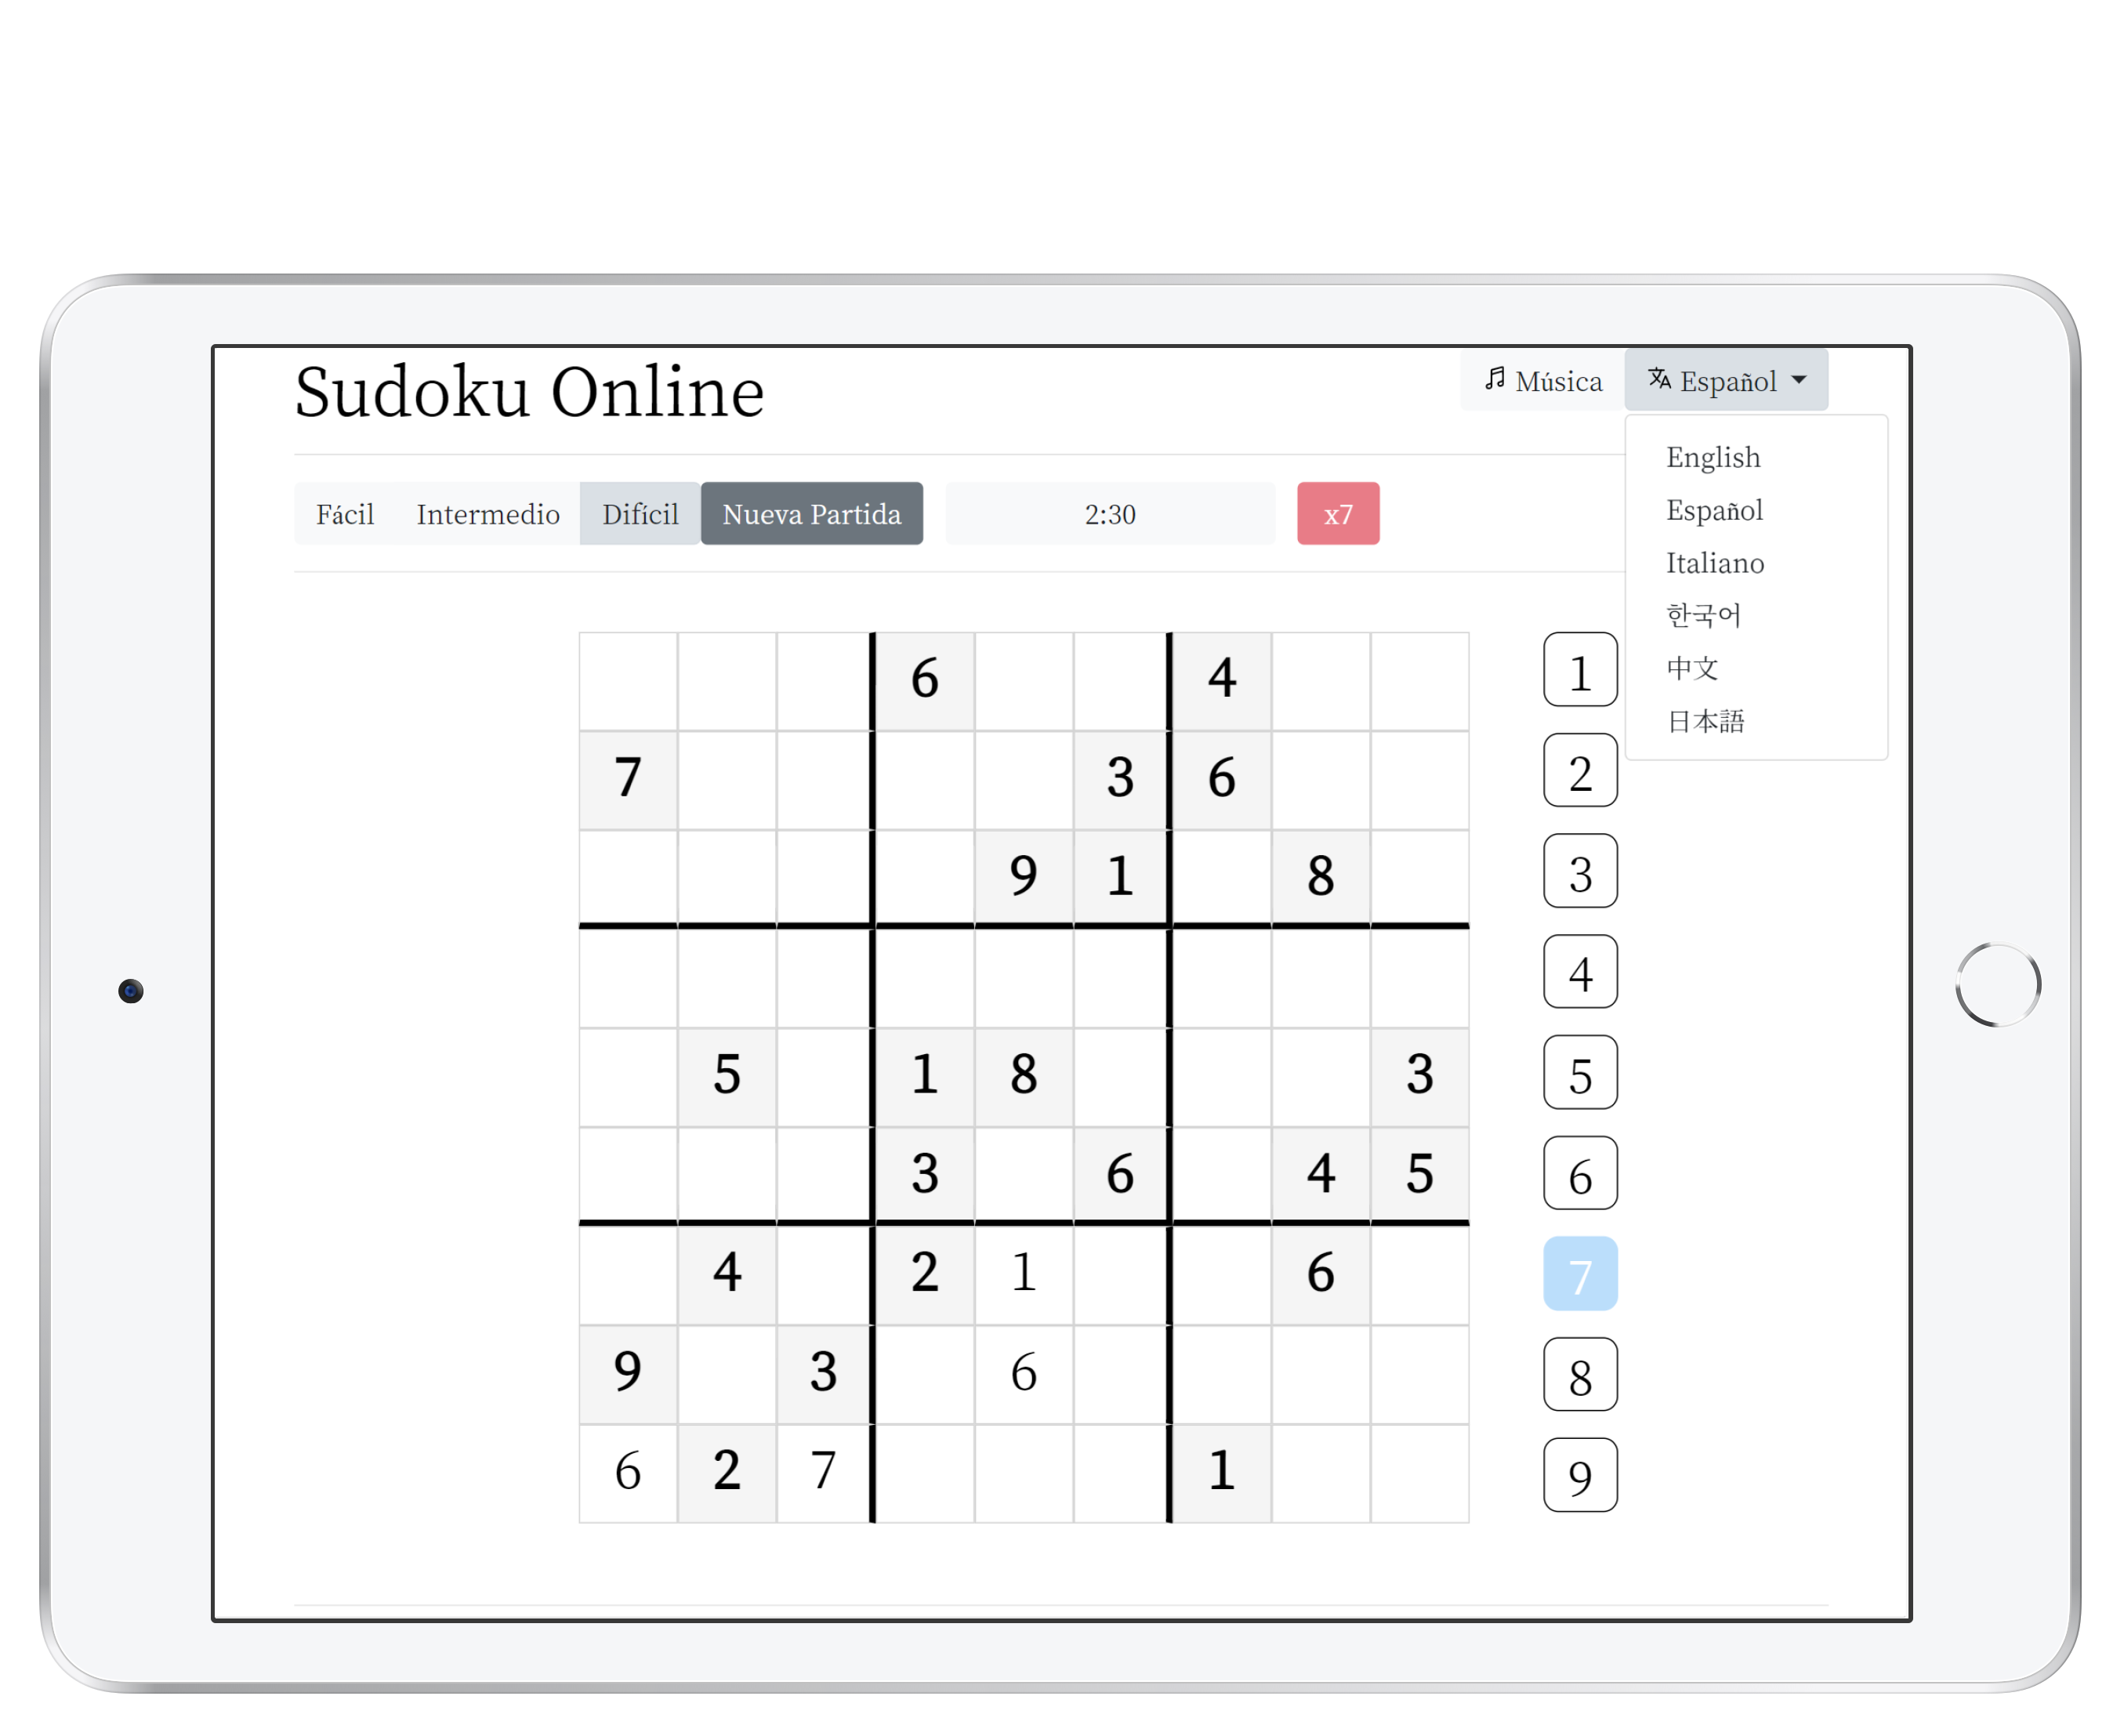 Sudoku Online
Música
Español
English
Español
Italiano
한국어
中文
日本語
Fácil Intermedio Difícil Nueva Partida 2:30 x7
6 4
7 3 6
9 1 8
5 1 8 3
3 6 4 5
4 2 1 6
9 3 6
6 2 7 1
1
2
3
4
5
6
7
8
9